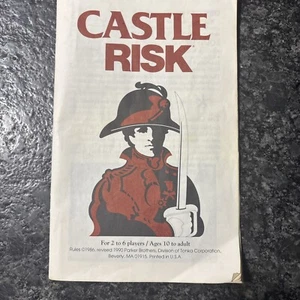 CASTLE
RISK®
For 2 to 6 players / Ages 10 to adult
Rules ©1986, revised 1990 Parker Brothers, Division of Tonka Corporation,
Beverly, MA 01915. Printed in U.S.A.